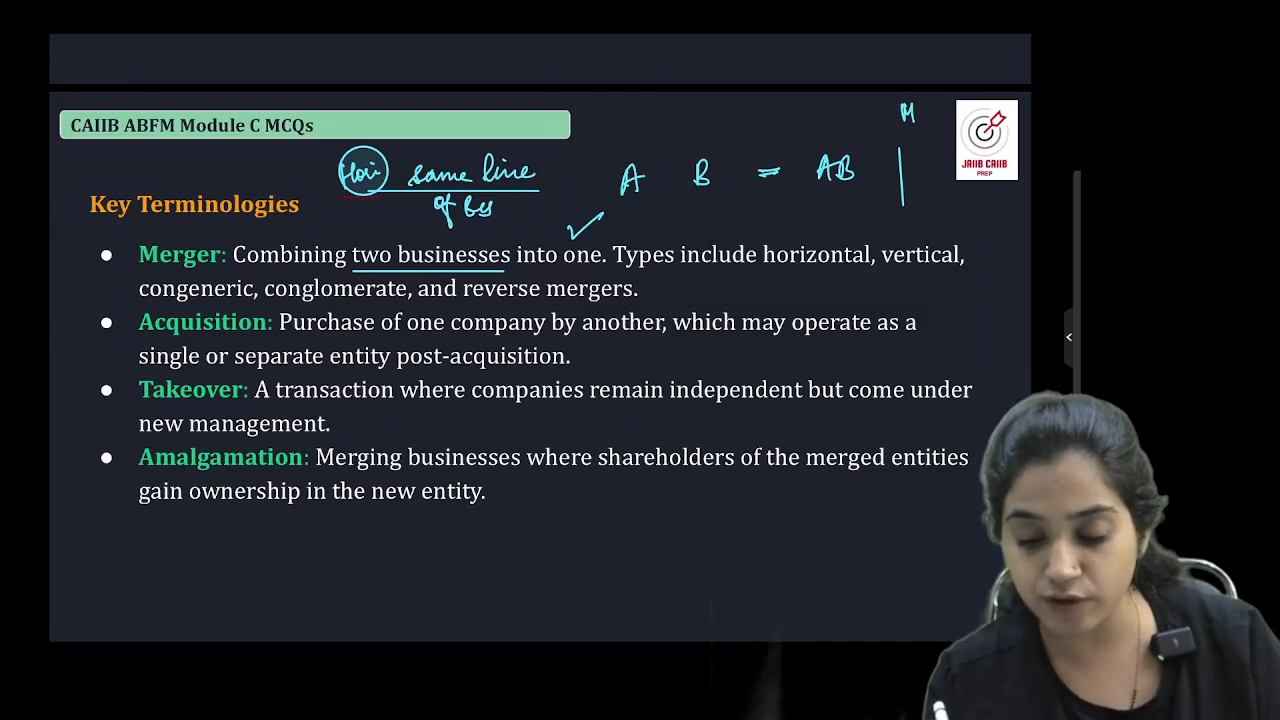 CAIIB ABFM Module C MCQs
M
JAIIB CAIIB
PREP
Hori same line
of Bus
A B = AB
Key Terminologies
● Merger: Combining two businesses into one. Types include horizontal, vertical,
congeneric, conglomerate, and reverse mergers.
● Acquisition: Purchase of one company by another, which may operate as a
single or separate entity post-acquisition.
● Takeover: A transaction where companies remain independent but come under
new management.
● Amalgamation: Merging businesses where shareholders of the merged entities
gain ownership in the new entity.